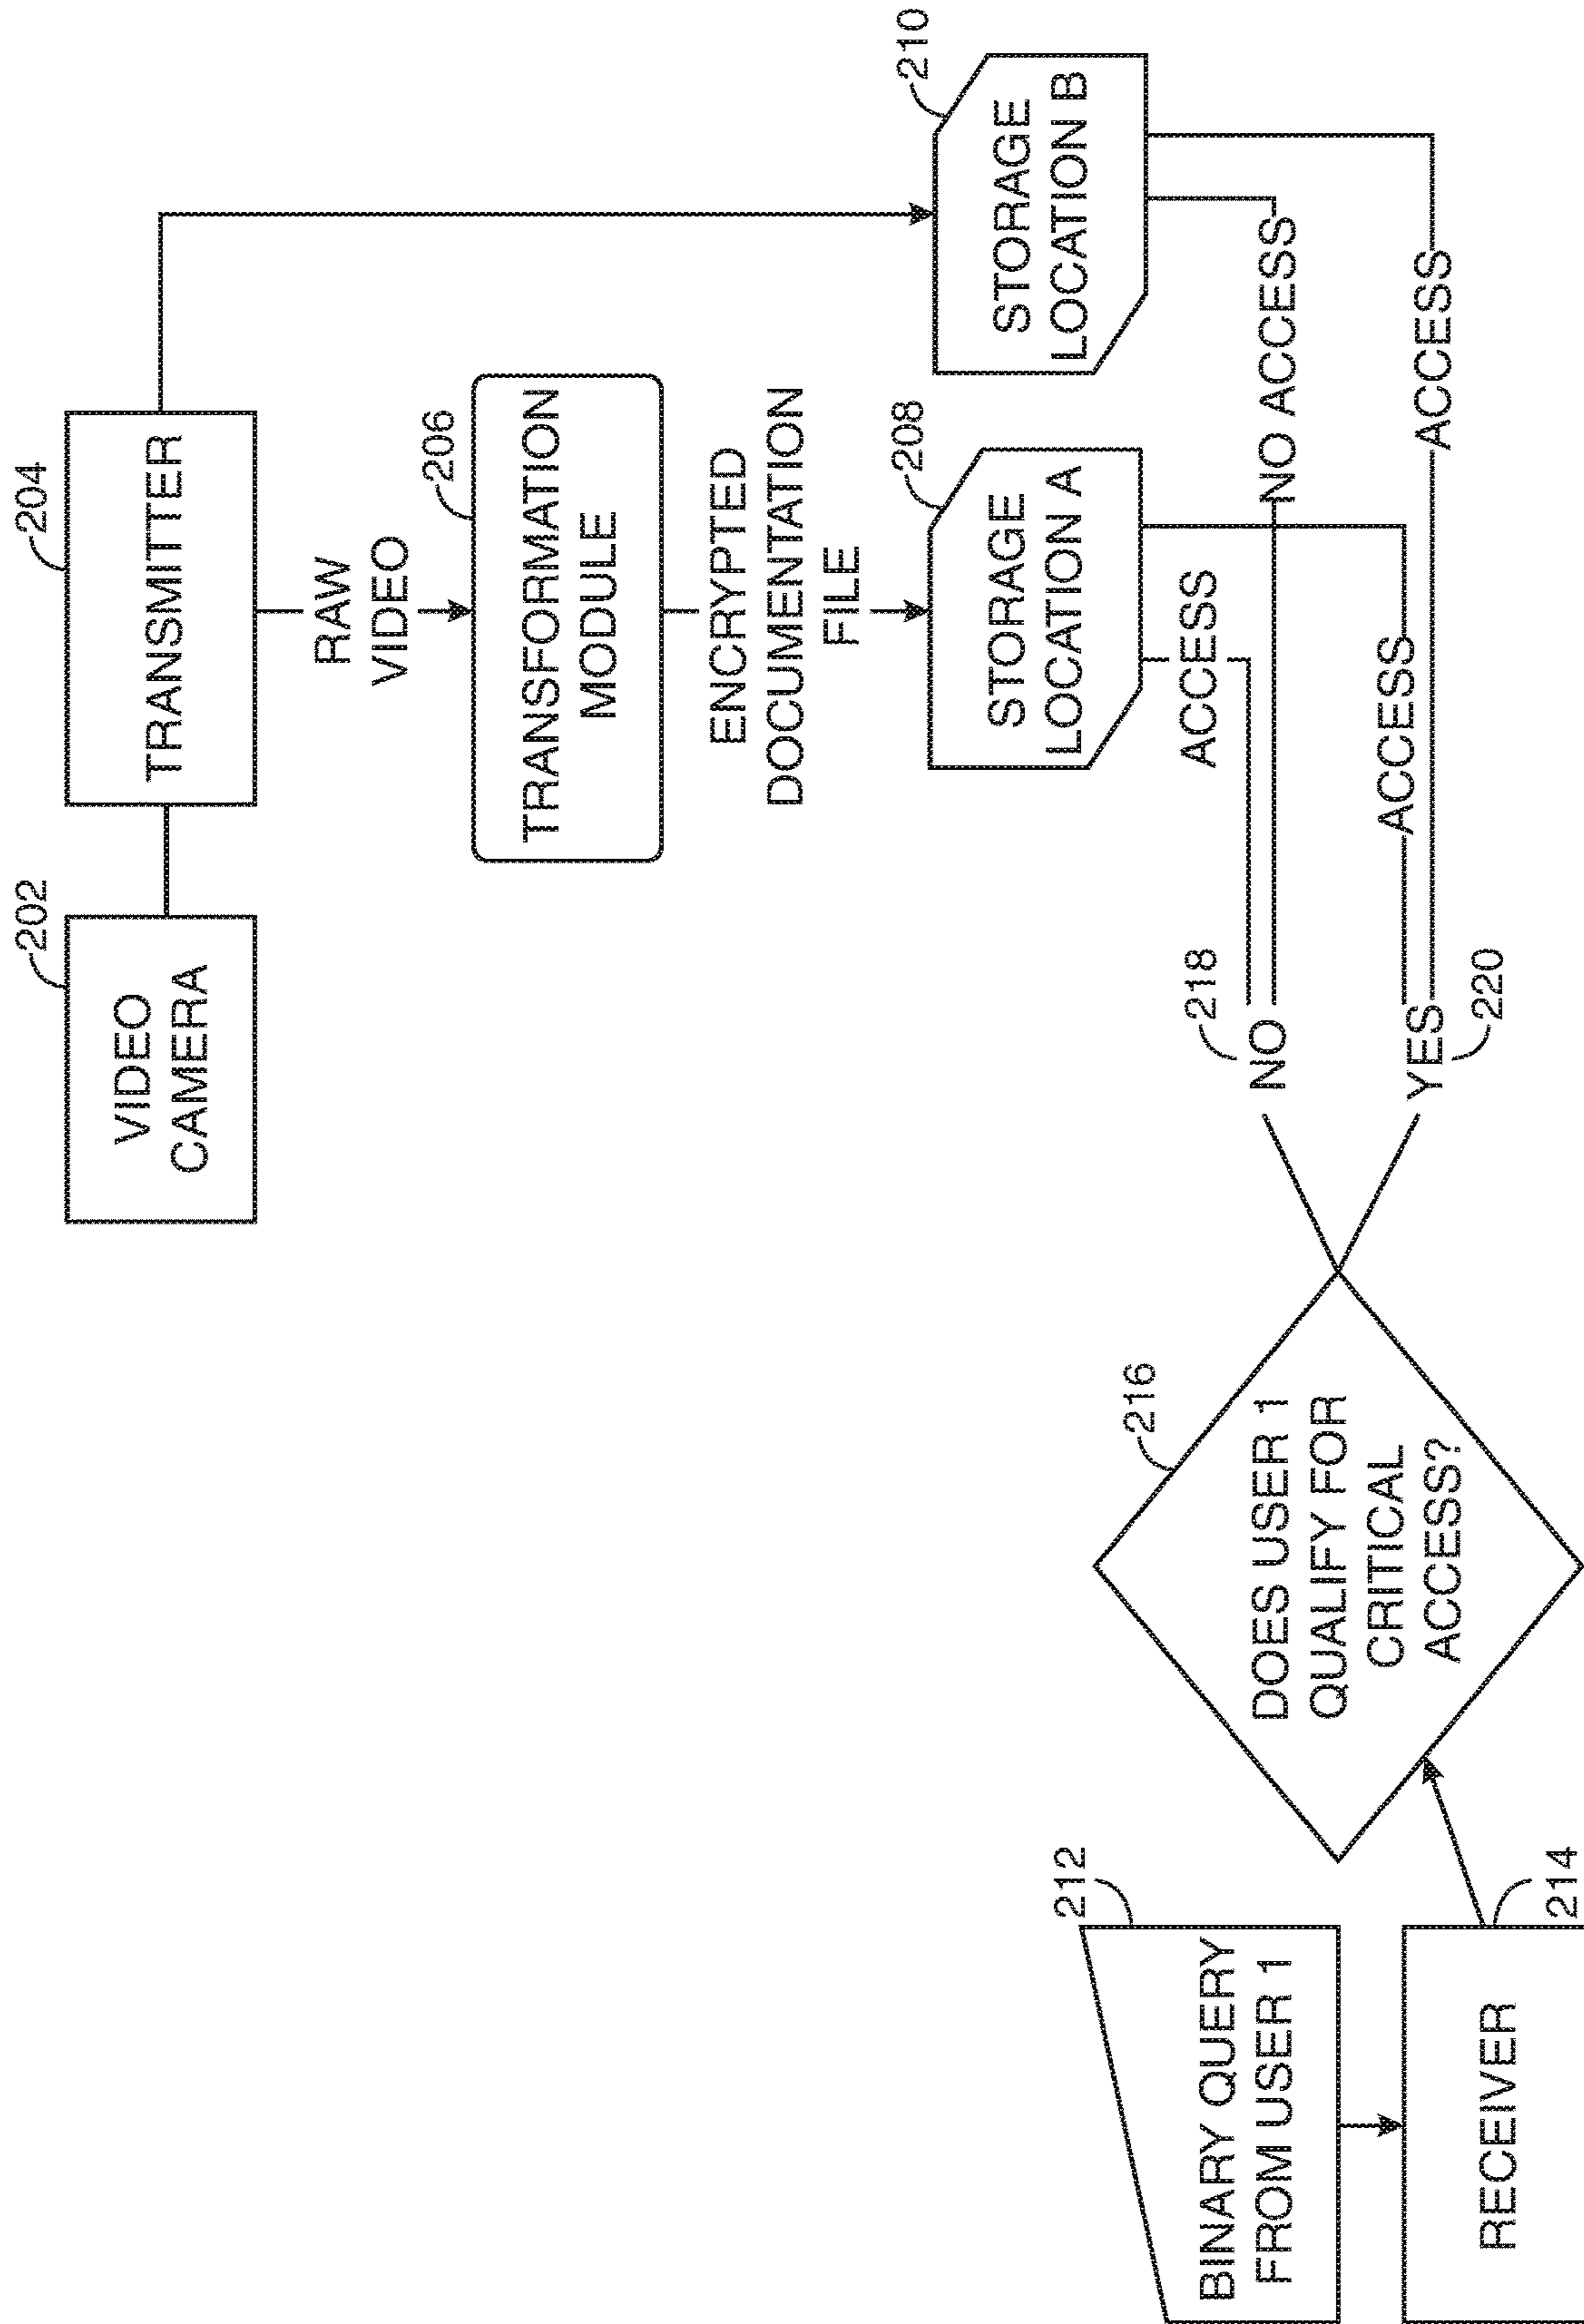 202
VIDEO
CAMERA
204
TRANSMITTER
RAW
VIDEO
206
TRANSFORMATION
MODULE
ENCRYPTED
DOCUMENTATION
FILE
208
STORAGE
LOCATION A
210
STORAGE
LOCATION B
212
BINARY QUERY
FROM USER 1
214
RECEIVER
216
DOES USER 1
QUALIFY FOR
CRITICAL
ACCESS?
218
NO
ACCESS
NO ACCESS
YES
220
ACCESS
ACCESS